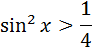 sin² x > 1/4